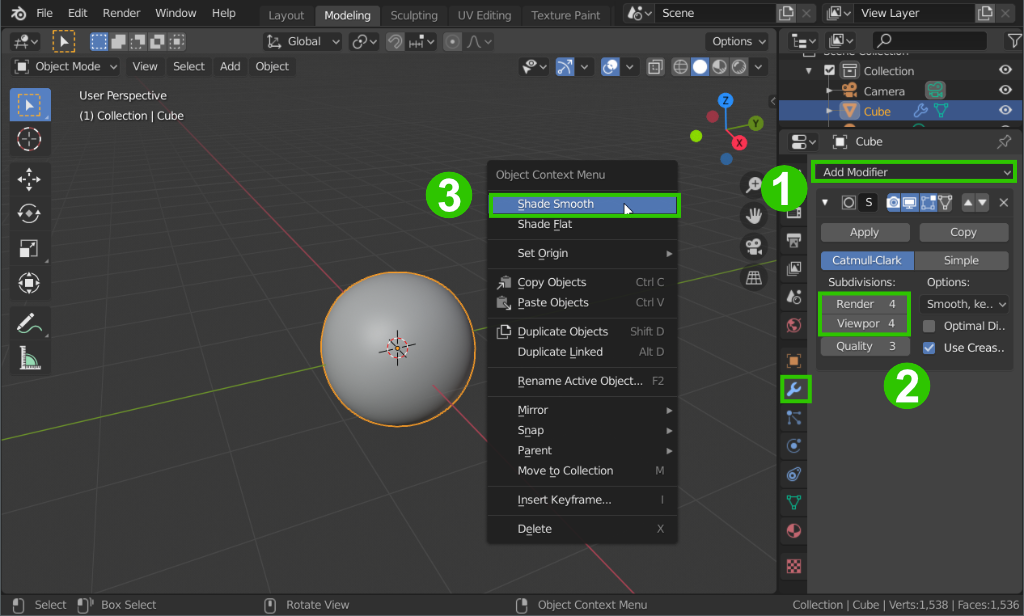 File Edit Render Window Help Layout Modeling Sculpting UV Editing Texture Paint Scene View Layer
Global Options
Object Mode View Select Add Object
User Perspective
(1) Collection | Cube
Z
Y
X
Collection
Camera
Cube
Cube
1
Add Modifier
S
Apply Copy
Catmull-Clark Simple
Subdivisions: Options:
Render 4 Smooth, ke..
Viewpor 4 Optimal Di..
Quality 3 Use Creas..
2
3
Object Context Menu
Shade Smooth
Shade Flat
Set Origin
Copy Objects Ctrl C
Paste Objects Ctrl V
Duplicate Objects Shift D
Duplicate Linked Alt D
Rename Active Object... F2
Mirror
Snap
Parent
Move to Collection M
Insert Keyframe... I
Delete X
Select Box Select Rotate View Object Context Menu Collection | Cube | Verts:1,538 | Faces:1,536